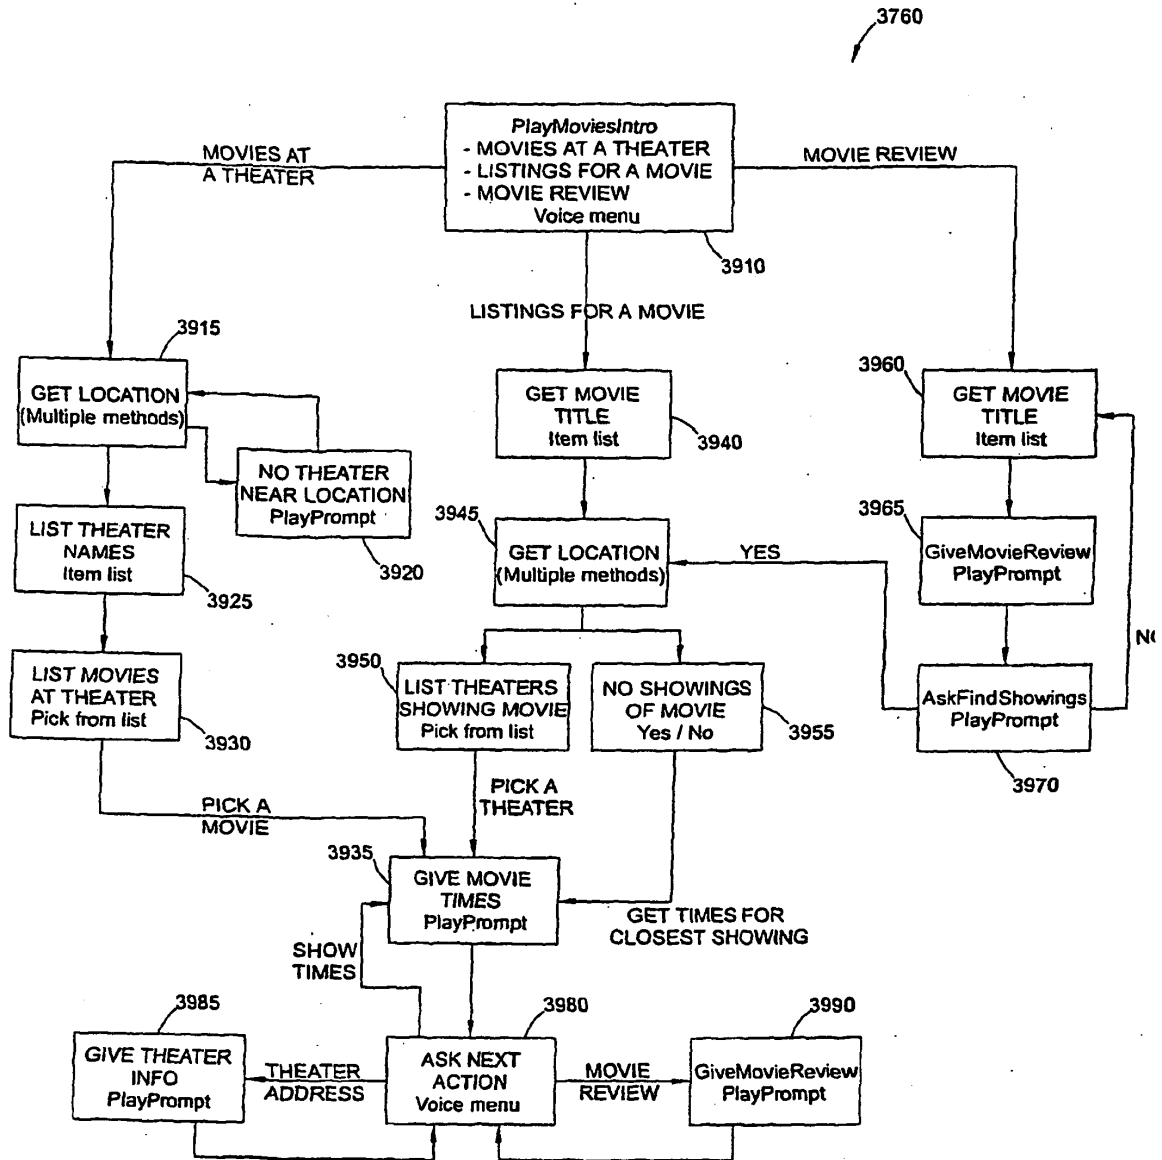 3760
PlayMoviesIntro
- MOVIES AT A THEATER
- LISTINGS FOR A MOVIE
- MOVIE REVIEW
Voice menu
3910
MOVIES AT
A THEATER
MOVIE REVIEW
LISTINGS FOR A MOVIE
3915
GET LOCATION
(Multiple methods)
NO THEATER
NEAR LOCATION
PlayPrompt
3920
LIST THEATER
NAMES
Item list
3925
LIST MOVIES
AT THEATER
Pick from list
3930
PICK A
MOVIE
GET MOVIE
TITLE
Item list
3940
3945
GET LOCATION
(Multiple methods)
YES
3950
LIST THEATERS
SHOWING MOVIE
Pick from list
NO SHOWINGS
OF MOVIE
Yes / No
3955
PICK A
THEATER
3960
GET MOVIE
TITLE
Item list
3965
GiveMovieReview
PlayPrompt
AskFindShowings
PlayPrompt
3970
3935
GIVE MOVIE
TIMES
PlayPrompt
GET TIMES FOR
CLOSEST SHOWING
SHOW
TIMES
3985
GIVE THEATER
INFO
PlayPrompt
THEATER
ADDRESS
3980
ASK NEXT
ACTION
Voice menu
MOVIE
REVIEW
3990
GiveMovieReview
PlayPrompt